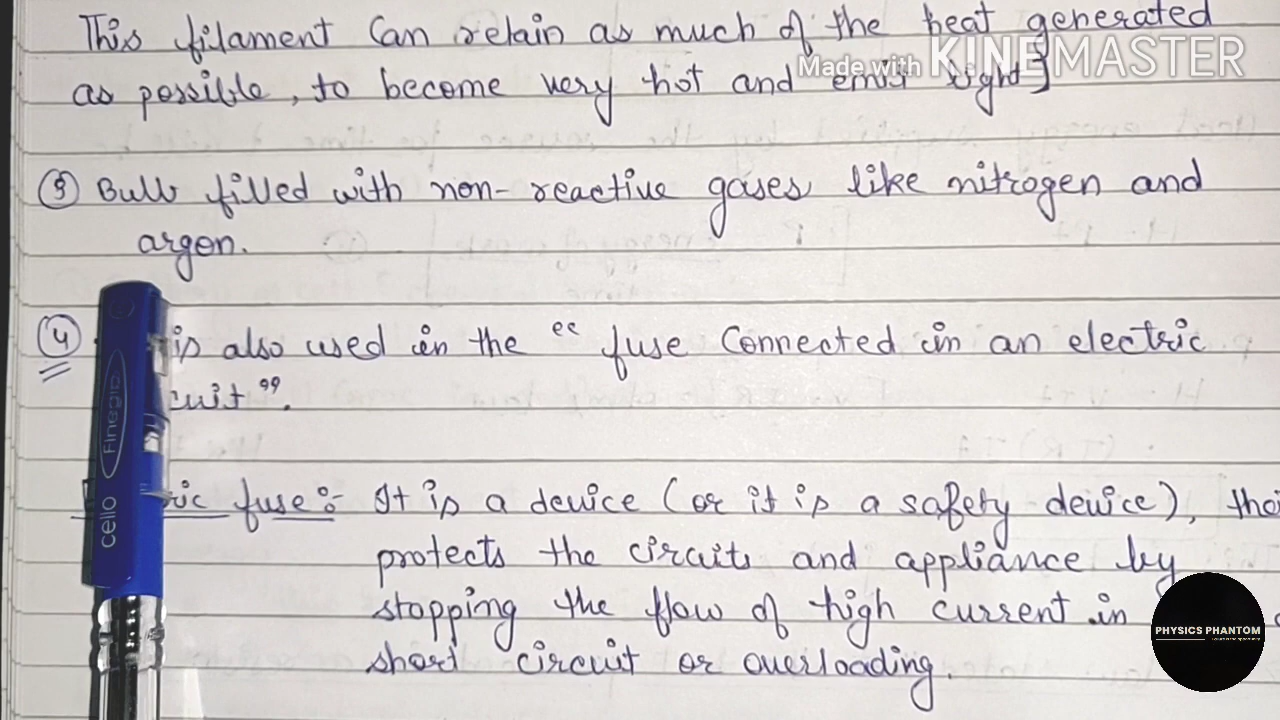 This filament Can retain as much of the heat generated
Made with KINEMASTER
as possible, to become very hot and emit light]
③ Bulb filled with non-reactive gases like nitrogen and
argon.
④ is also used in the " fuse Connected in an electric
cuit".
ric fuse :- It is a device (or it is a safety device), tha
protects the circuits and appliance by
stopping the flow of high current in
short circuit or overloading.
cello Finegrip
PHYSICS PHANTOM